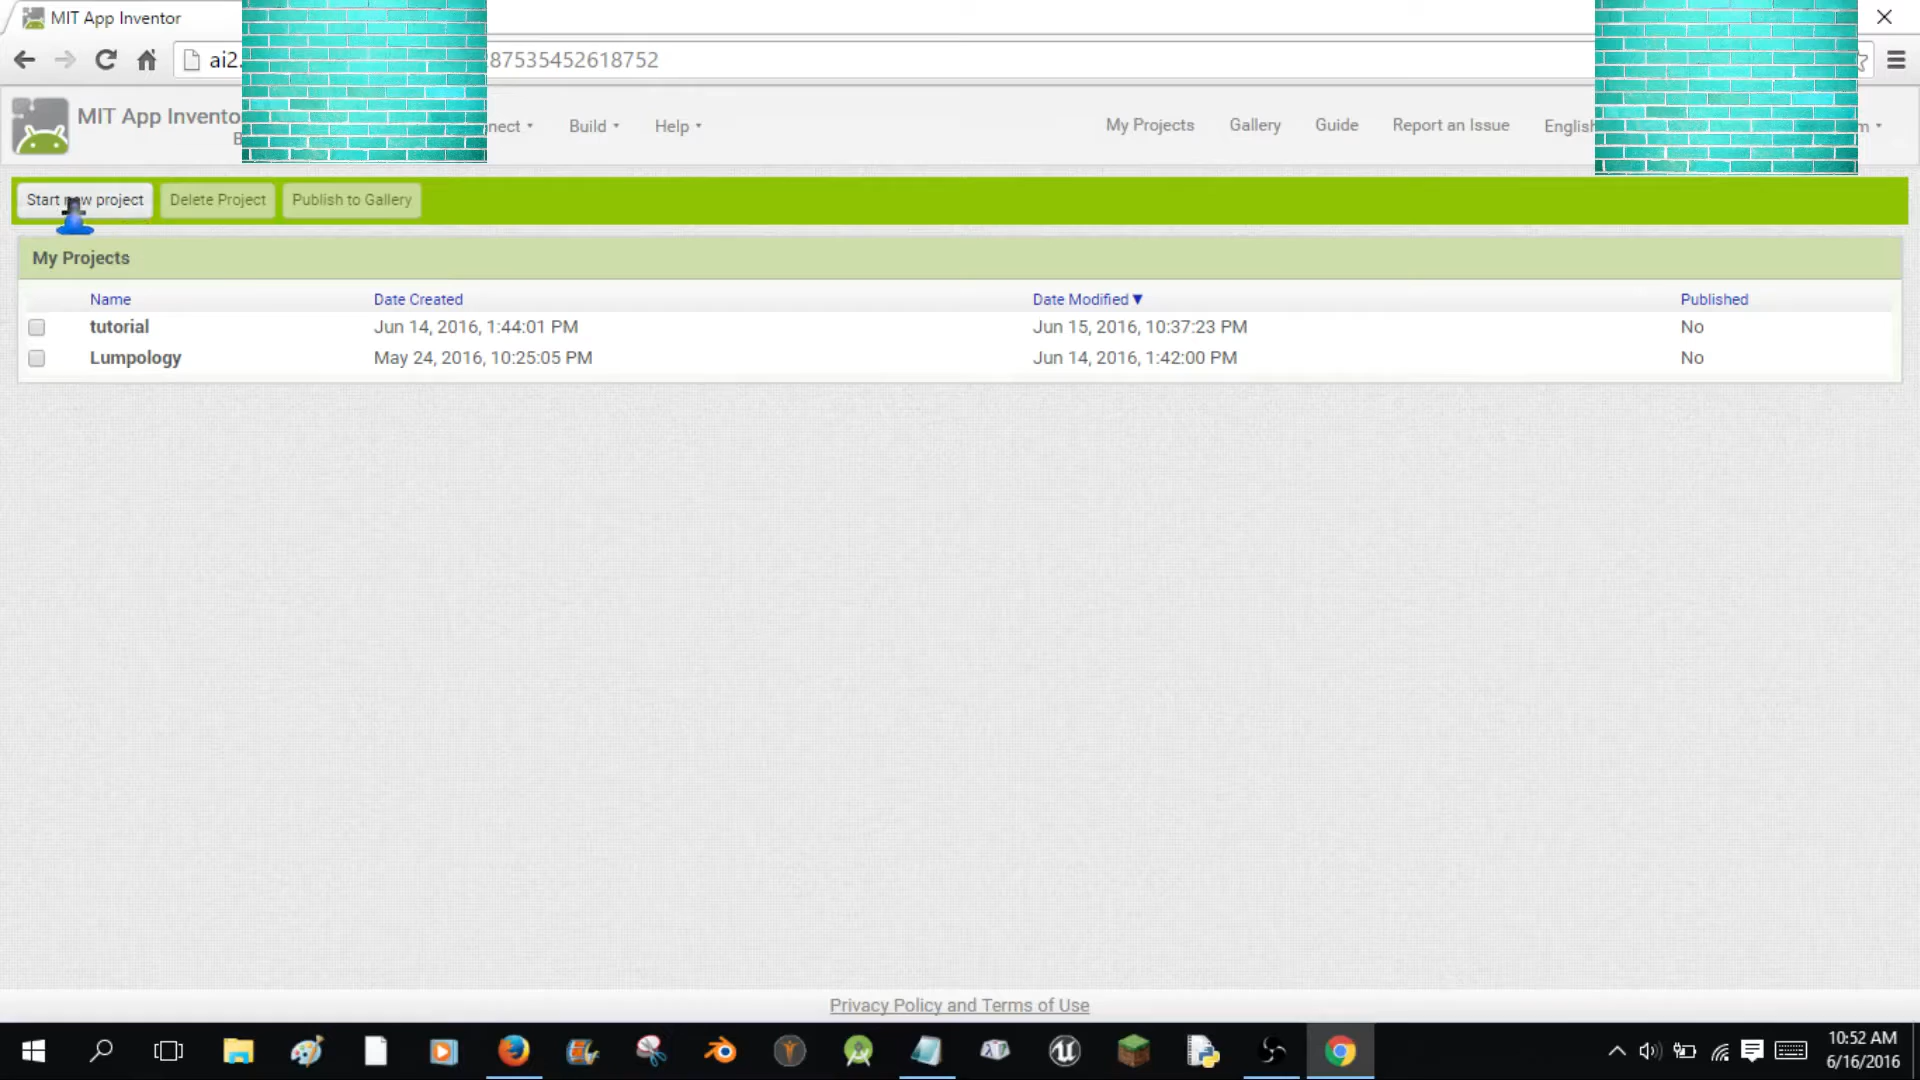 MIT App Inventor
ai2. 87535452618752
MIT App Invento
Build Help My Projects Gallery Guide Report an Issue English
Start new project Delete Project Publish to Gallery
My Projects
Name Date Created Date Modified ▼ Published
tutorial Jun 14, 2016, 1:44:01 PM Jun 15, 2016, 10:37:23 PM No
Lumpology May 24, 2016, 10:25:05 PM Jun 14, 2016, 1:42:00 PM No
Privacy Policy and Terms of Use
10:52 AM
6/16/2016